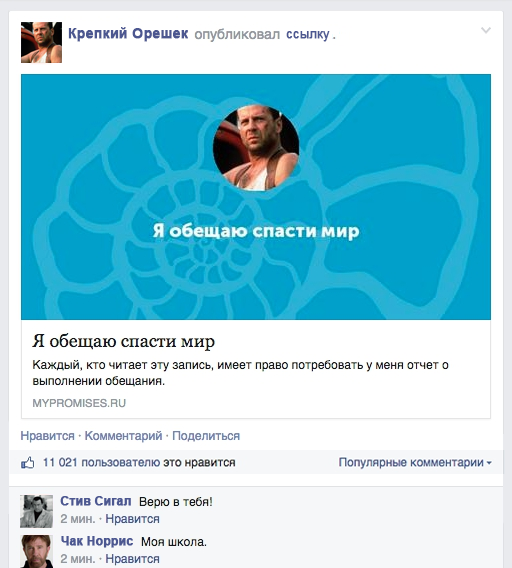 Крепкий Орешек опубликовал ссылку.
Я обещаю спасти мир
Я обещаю спасти мир
Каждый, кто читает эту запись, имеет право потребовать у меня отчет о
выполнении обещания.
MYPROMISES.RU
Нравится · Комментарий · Поделиться
11 021 пользователю это нравится Популярные комментарии
Стив Сигал Верю в тебя!
2 мин. · Нравится
Чак Норрис Моя школа.
2 мин. · Нравится